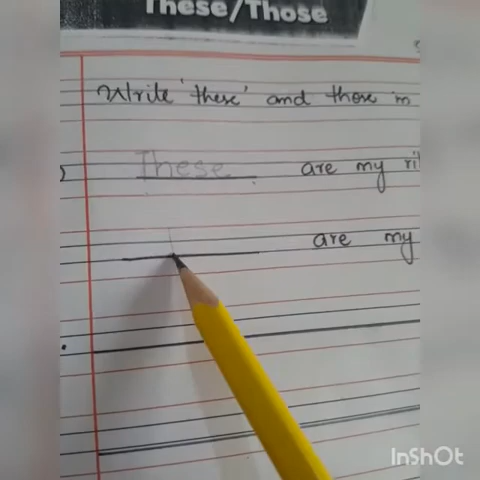 These/Those
Write 'these' and those in
These are my
are my
InShOt